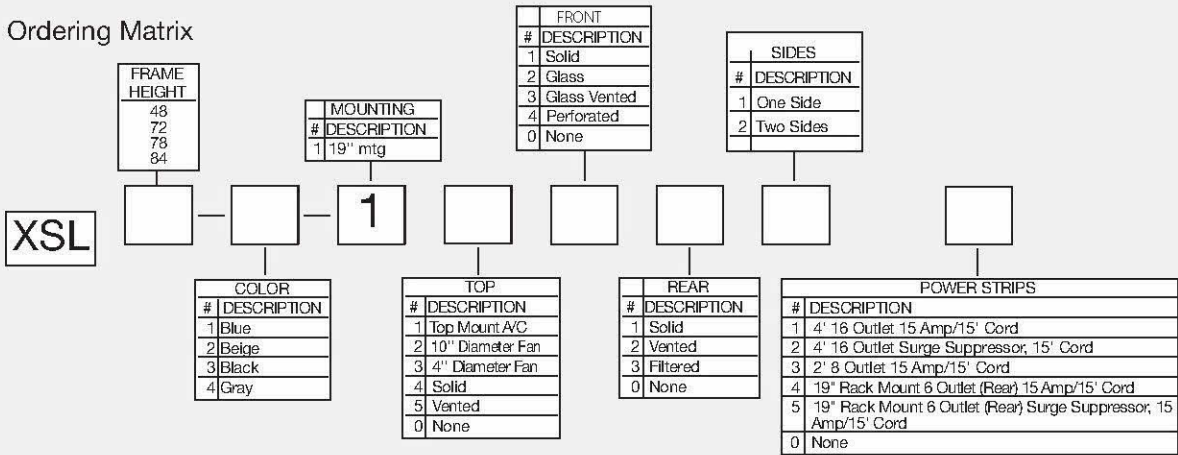 Ordering Matrix
FRAME
HEIGHT
48
72
78
84
MOUNTING
# DESCRIPTION
1 19" mtg
FRONT
# DESCRIPTION
1 Solid
2 Glass
3 Glass Vented
4 Perforated
0 None
SIDES
# DESCRIPTION
1 One Side
2 Two Sides
XSL
1
COLOR
# DESCRIPTION
1 Blue
2 Beige
3 Black
4 Gray
TOP
# DESCRIPTION
1 Top Mount A/C
2 10" Diameter Fan
3 4" Diameter Fan
4 Solid
5 Vented
0 None
REAR
# DESCRIPTION
1 Solid
2 Vented
3 Filtered
0 None
POWER STRIPS
# DESCRIPTION
1 4' 16 Outlet 15 Amp/15' Cord
2 4' 16 Outlet Surge Suppressor, 15' Cord
3 2' 8 Outlet 15 Amp/15' Cord
4 19" Rack Mount 6 Outlet (Rear) 15 Amp/15' Cord
5 19" Rack Mount 6 Outlet (Rear) Surge Suppressor, 15
Amp/15' Cord
0 None